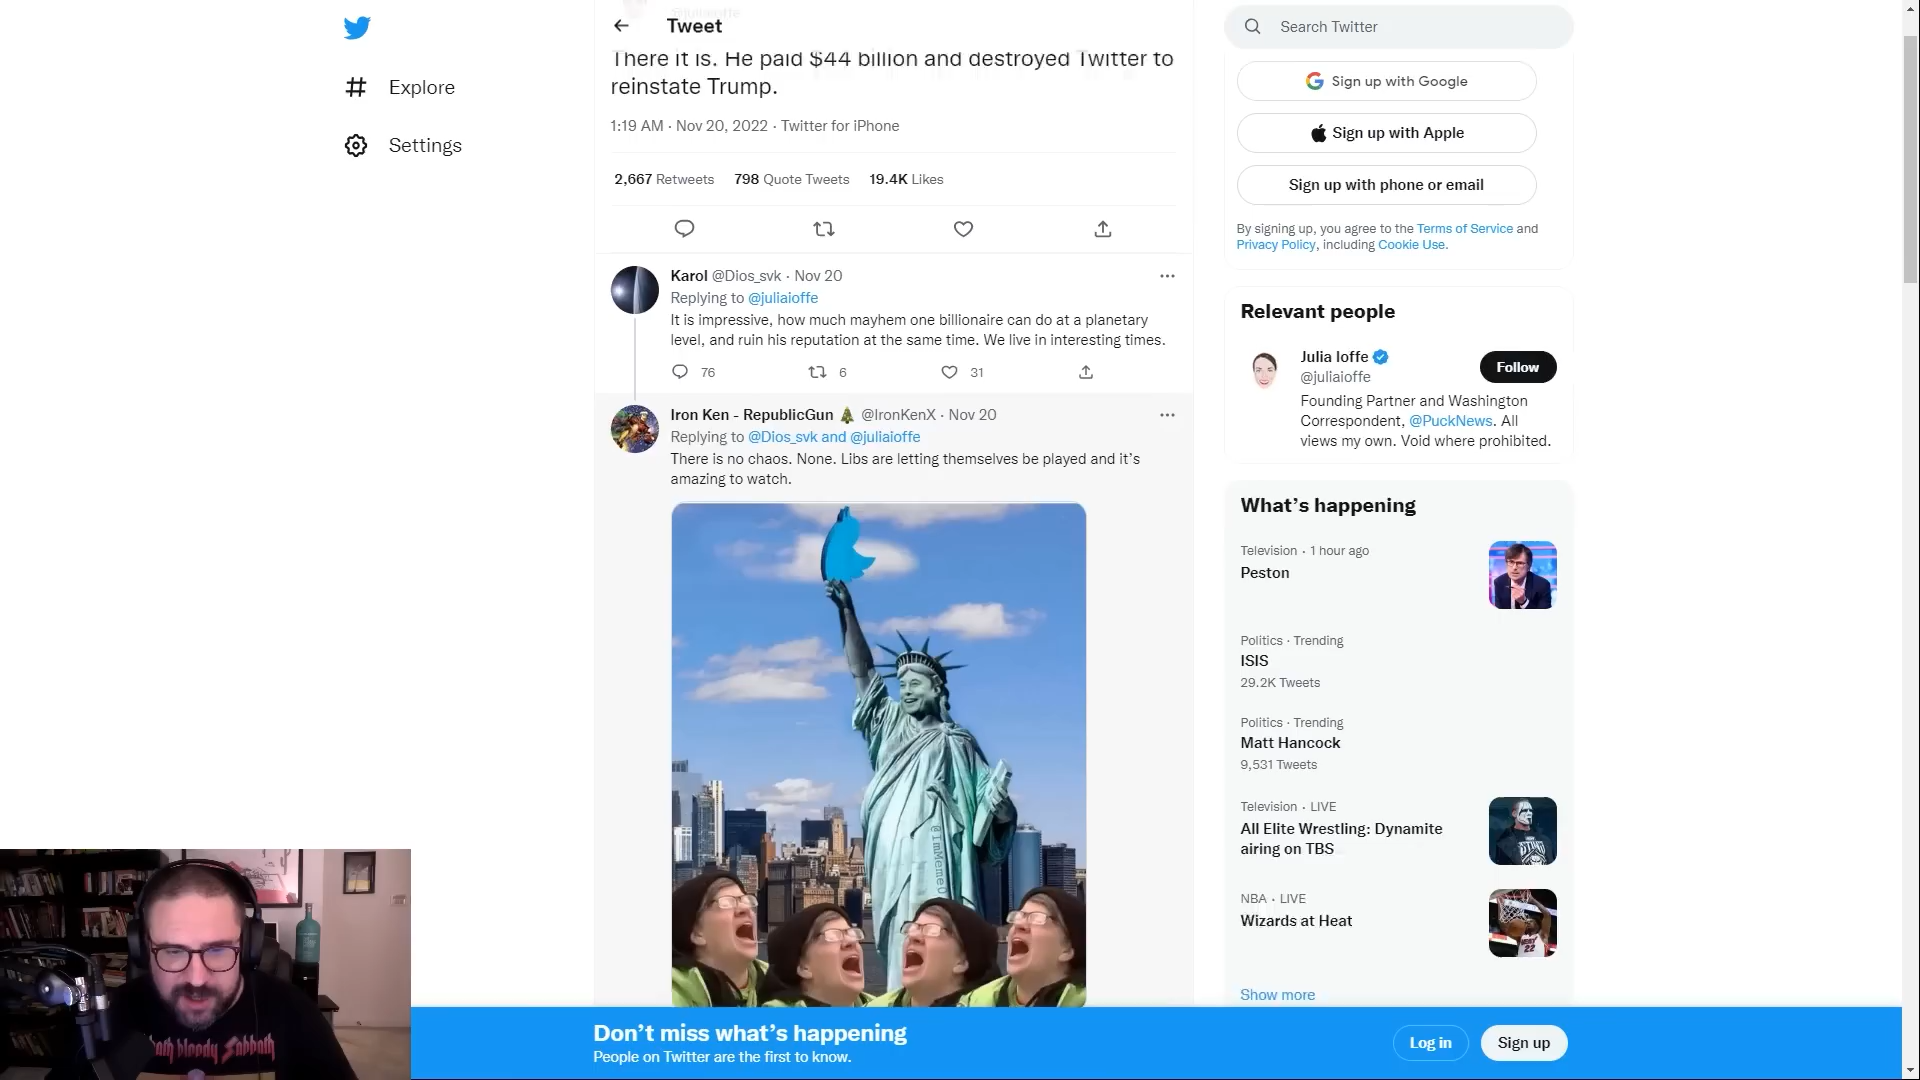 Tweet
There it is. He paid $44 billion and destroyed Twitter to
reinstate Trump.
1:19 AM · Nov 20, 2022 · Twitter for iPhone
2,667 Retweets 798 Quote Tweets 19.4K Likes
Karol @Dios_svk · Nov 20
Replying to @juliaioffe
It is impressive, how much mayhem one billionaire can do at a planetary
level, and ruin his reputation at the same time. We live in interesting times.
76 6 31
Iron Ken - RepublicGun @IronKenX · Nov 20
Replying to @Dios_svk and @juliaioffe
There is no chaos. None. Libs are letting themselves be played and it's
amazing to watch.
Explore
Settings
Search Twitter
Sign up with Google
Sign up with Apple
Sign up with phone or email
By signing up, you agree to the Terms of Service and
Privacy Policy, including Cookie Use.
Relevant people
Julia Ioffe
@juliaioffe
Follow
Founding Partner and Washington
Correspondent, @PuckNews. All
views my own. Void where prohibited.
What's happening
Television · 1 hour ago
Peston
Politics · Trending
ISIS
29.2K Tweets
Politics · Trending
Matt Hancock
9,531 Tweets
Television · LIVE
All Elite Wrestling: Dynamite
airing on TBS
NBA · LIVE
Wizards at Heat
Show more
Don't miss what's happening
People on Twitter are the first to know.
Log in
Sign up
bloody Sabbath